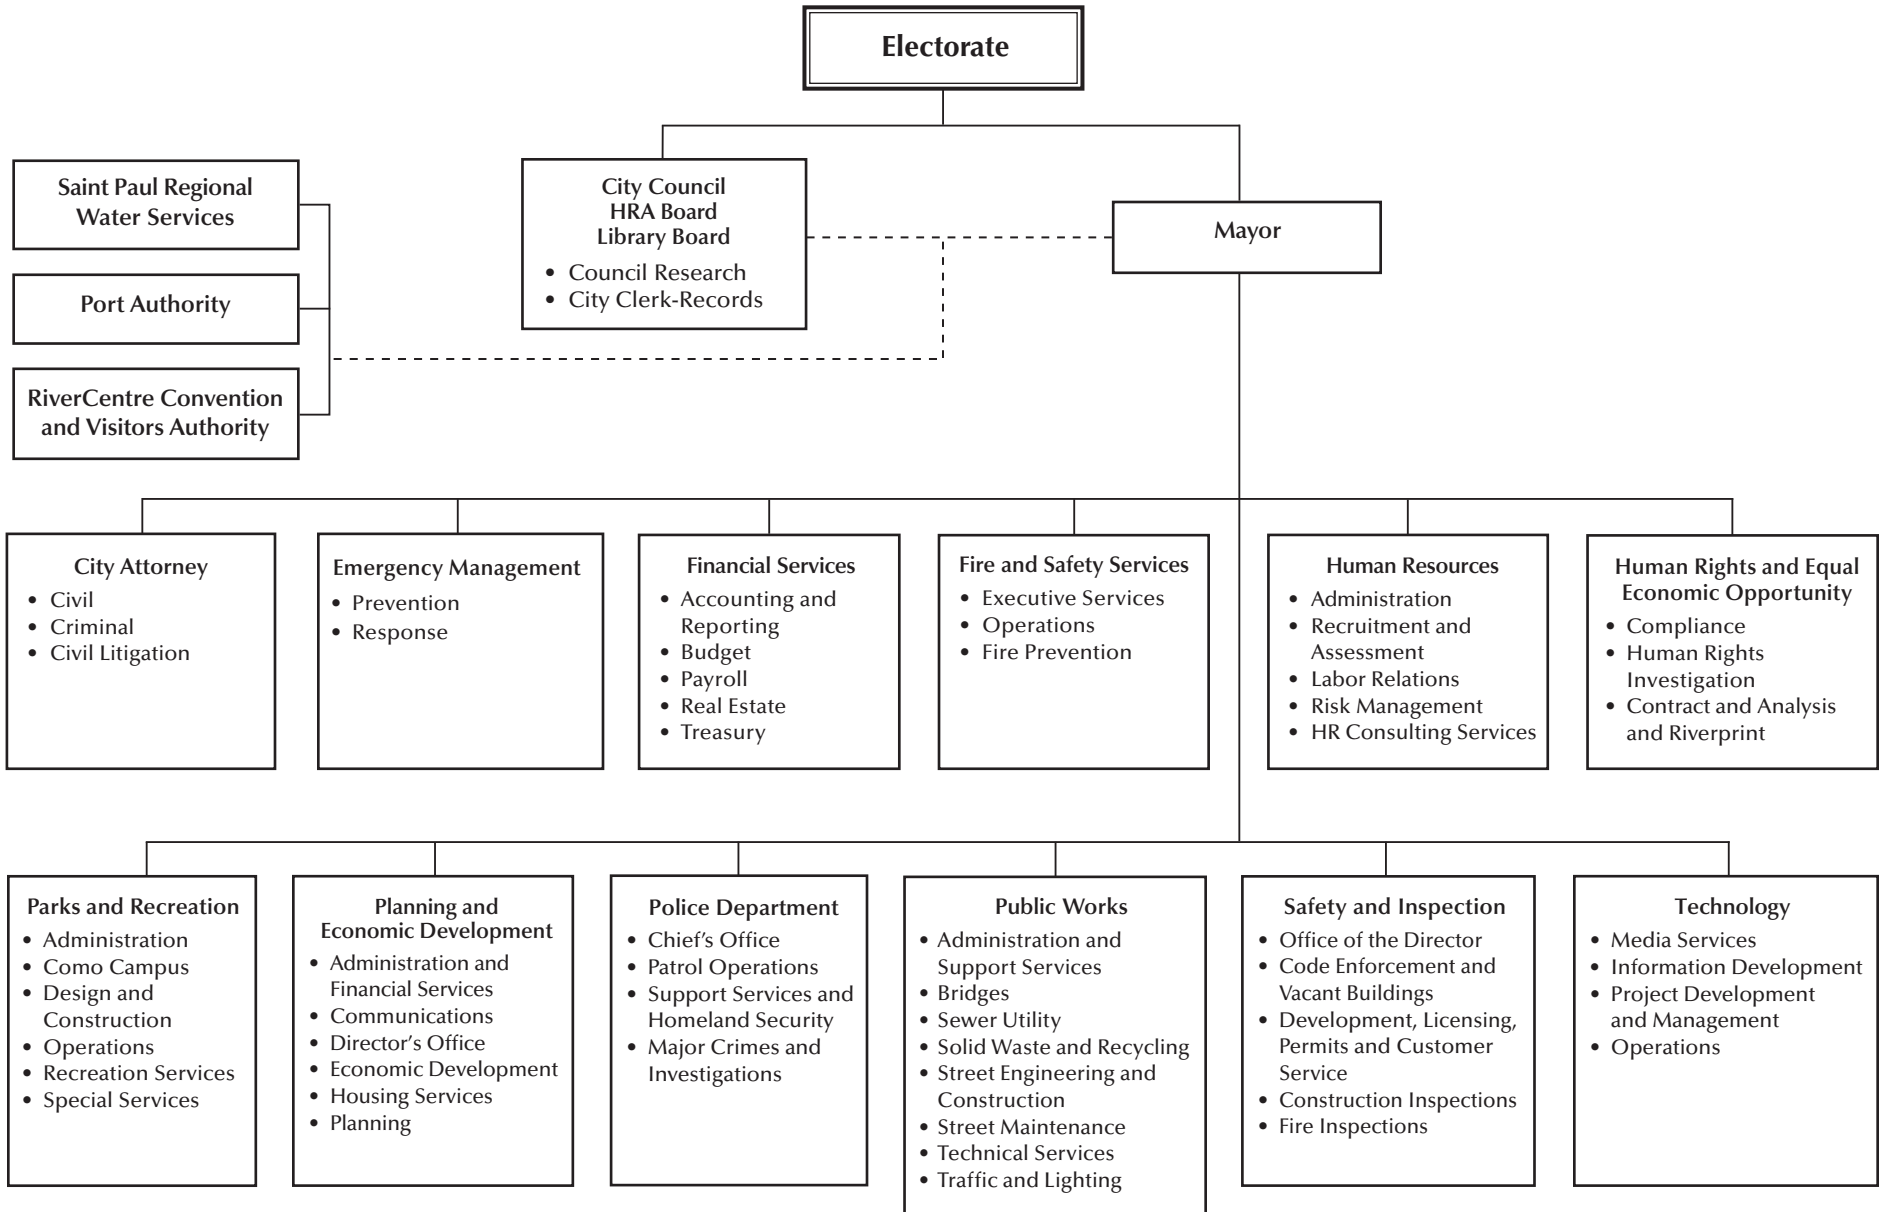 Electorate
Saint Paul Regional
Water Services
Port Authority
RiverCentre Convention
and Visitors Authority
City Council
HRA Board
Library Board
• Council Research
• City Clerk-Records
Mayor
City Attorney
• Civil
• Criminal
• Civil Litigation
Emergency Management
• Prevention
• Response
Financial Services
• Accounting and
Reporting
• Budget
• Payroll
• Real Estate
• Treasury
Fire and Safety Services
• Executive Services
• Operations
• Fire Prevention
Human Resources
• Administration
• Recruitment and
Assessment
• Labor Relations
• Risk Management
• HR Consulting Services
Human Rights and Equal
Economic Opportunity
• Compliance
• Human Rights
Investigation
• Contract and Analysis
and Riverprint
Parks and Recreation
• Administration
• Como Campus
• Design and
Construction
• Operations
• Recreation Services
• Special Services
Planning and
Economic Development
• Administration and
Financial Services
• Communications
• Director's Office
• Economic Development
• Housing Services
• Planning
Police Department
• Chief's Office
• Patrol Operations
• Support Services and
Homeland Security
• Major Crimes and
Investigations
Public Works
• Administration and
Support Services
• Bridges
• Sewer Utility
• Solid Waste and Recycling
• Street Engineering and
Construction
• Street Maintenance
• Technical Services
• Traffic and Lighting
Safety and Inspection
• Office of the Director
• Code Enforcement and
Vacant Buildings
• Development, Licensing,
Permits and Customer
Service
• Construction Inspections
• Fire Inspections
Technology
• Media Services
• Information Development
• Project Development
and Management
• Operations